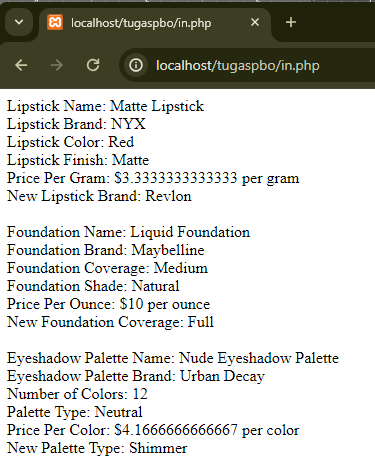 localhost/tugaspbo/in.php
localhost/tugaspbo/in.php
Lipstick Name: Matte Lipstick
Lipstick Brand: NYX
Lipstick Color: Red
Lipstick Finish: Matte
Price Per Gram: $3.3333333333333 per gram
New Lipstick Brand: Revlon
Foundation Name: Liquid Foundation
Foundation Brand: Maybelline
Foundation Coverage: Medium
Foundation Shade: Natural
Price Per Ounce: $10 per ounce
New Foundation Coverage: Full
Eyeshadow Palette Name: Nude Eyeshadow Palette
Eyeshadow Palette Brand: Urban Decay
Number of Colors: 12
Palette Type: Neutral
Price Per Color: $4.1666666666667 per color
New Palette Type: Shimmer